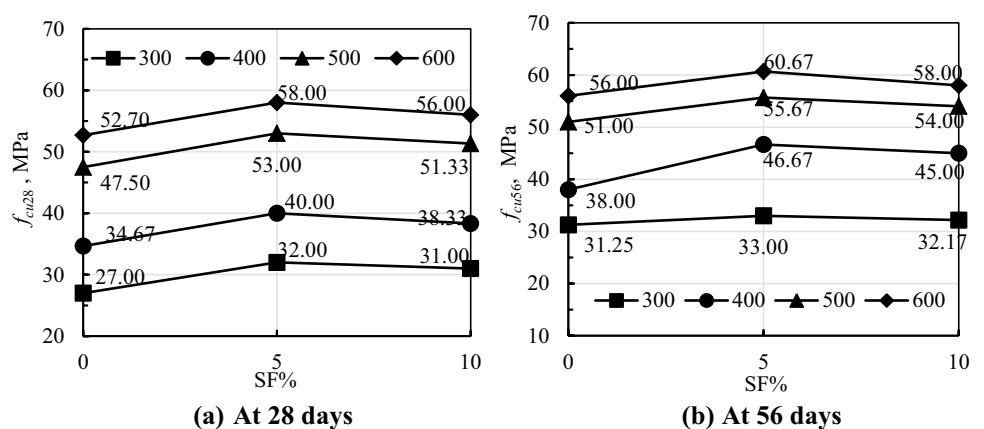 70
60
50
40
30
20
f_cu28 , MPa
300 400 500 600
52.70 58.00 56.00
47.50 53.00 51.33
34.67 40.00 38.33
27.00 32.00 31.00
0 5 10
SF%
(a) At 28 days
70
60
50
40
30
20
10
f_cu56 , MPa
56.00 60.67 58.00
51.00 55.67 54.00
38.00 46.67 45.00
31.25 33.00 32.17
300 400 500 600
0 5 10
SF%
(b) At 56 days